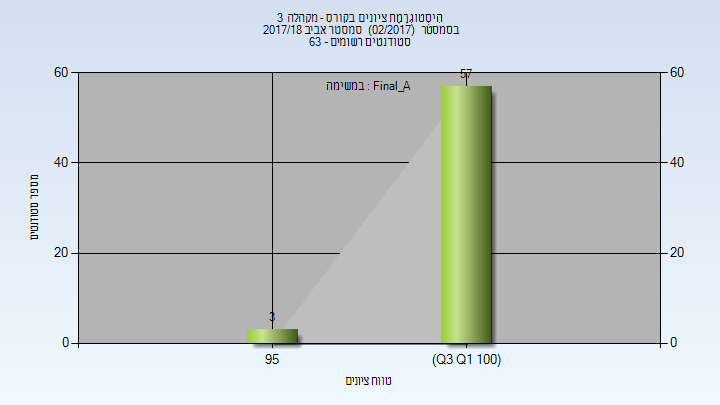 היסטוגרמת ציונים בקורס - מקהלה 3
בסמסטר (02/2017) סמסטר אביב 2017/18
סטודנטים רשומים - 63
במשימה : Final_A
60
40
20
0
60
40
20
0
57
3
מספר סטודנטים
95
(Q3 Q1 100)
טווח ציונים